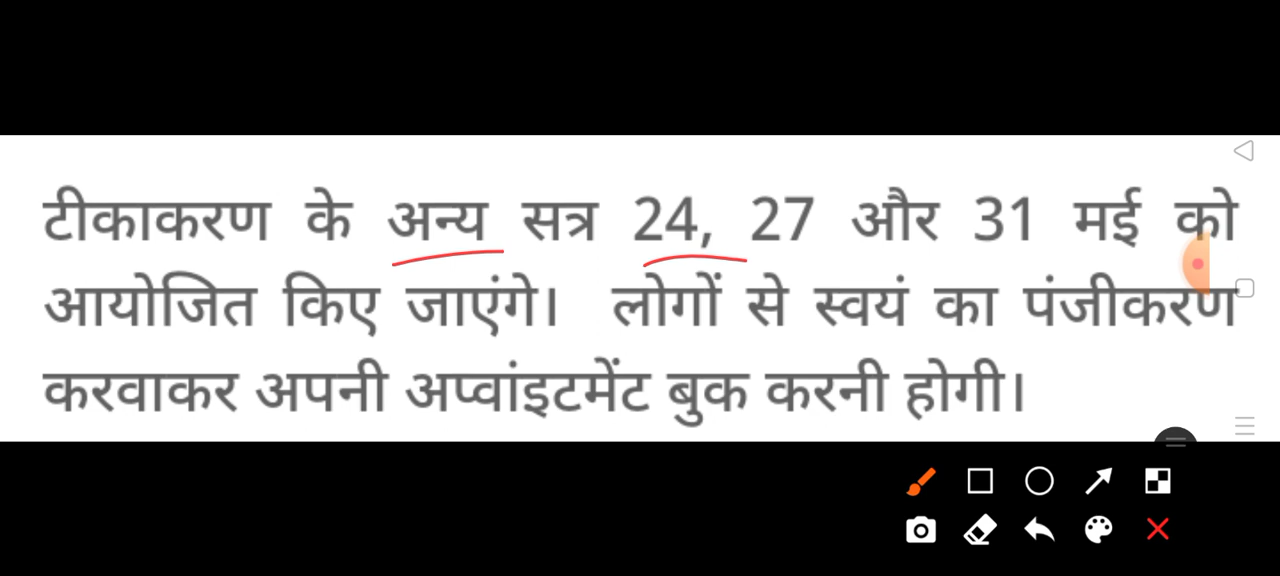 टीकाकरण के अन्य सत्र 24, 27 और 31 मई को
आयोजित किए जाएंगे। लोगों से स्वयं का पंजीकरण
करवाकर अपनी अप्वांइटमेंट बुक करनी होगी।